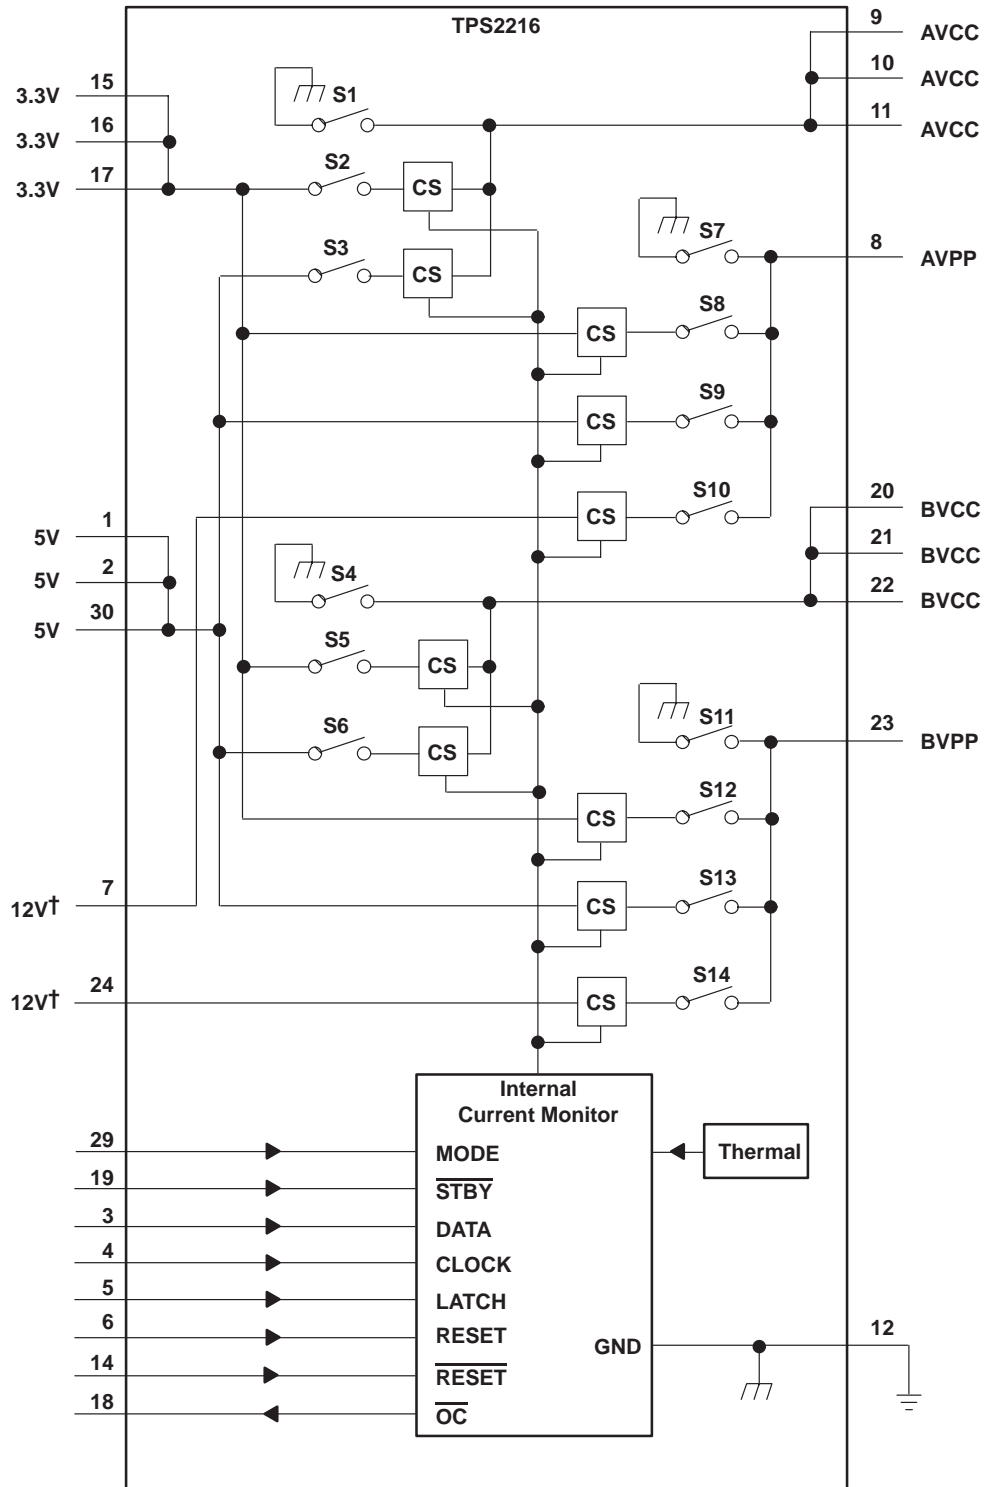 TPS2216
9 AVCC
10 AVCC
11 AVCC
15
3.3V
16
3.3V
17
3.3V
S1
S2
CS
S3
CS
S7
8 AVPP
S8
CS
S9
CS
S10
CS
1
5V
2
5V
30
5V
S4
20 BVCC
21 BVCC
22 BVCC
S5
CS
S6
CS
S11
23 BVPP
S12
CS
S13
CS
S14
CS
7
12V†
24
12V†
Internal
Current Monitor
Thermal
29 MODE
19 S̅T̅B̅Y̅
3 DATA
4 CLOCK
5 LATCH
6 RESET
14 R̅E̅S̅E̅T̅
18 O̅C̅
GND 12